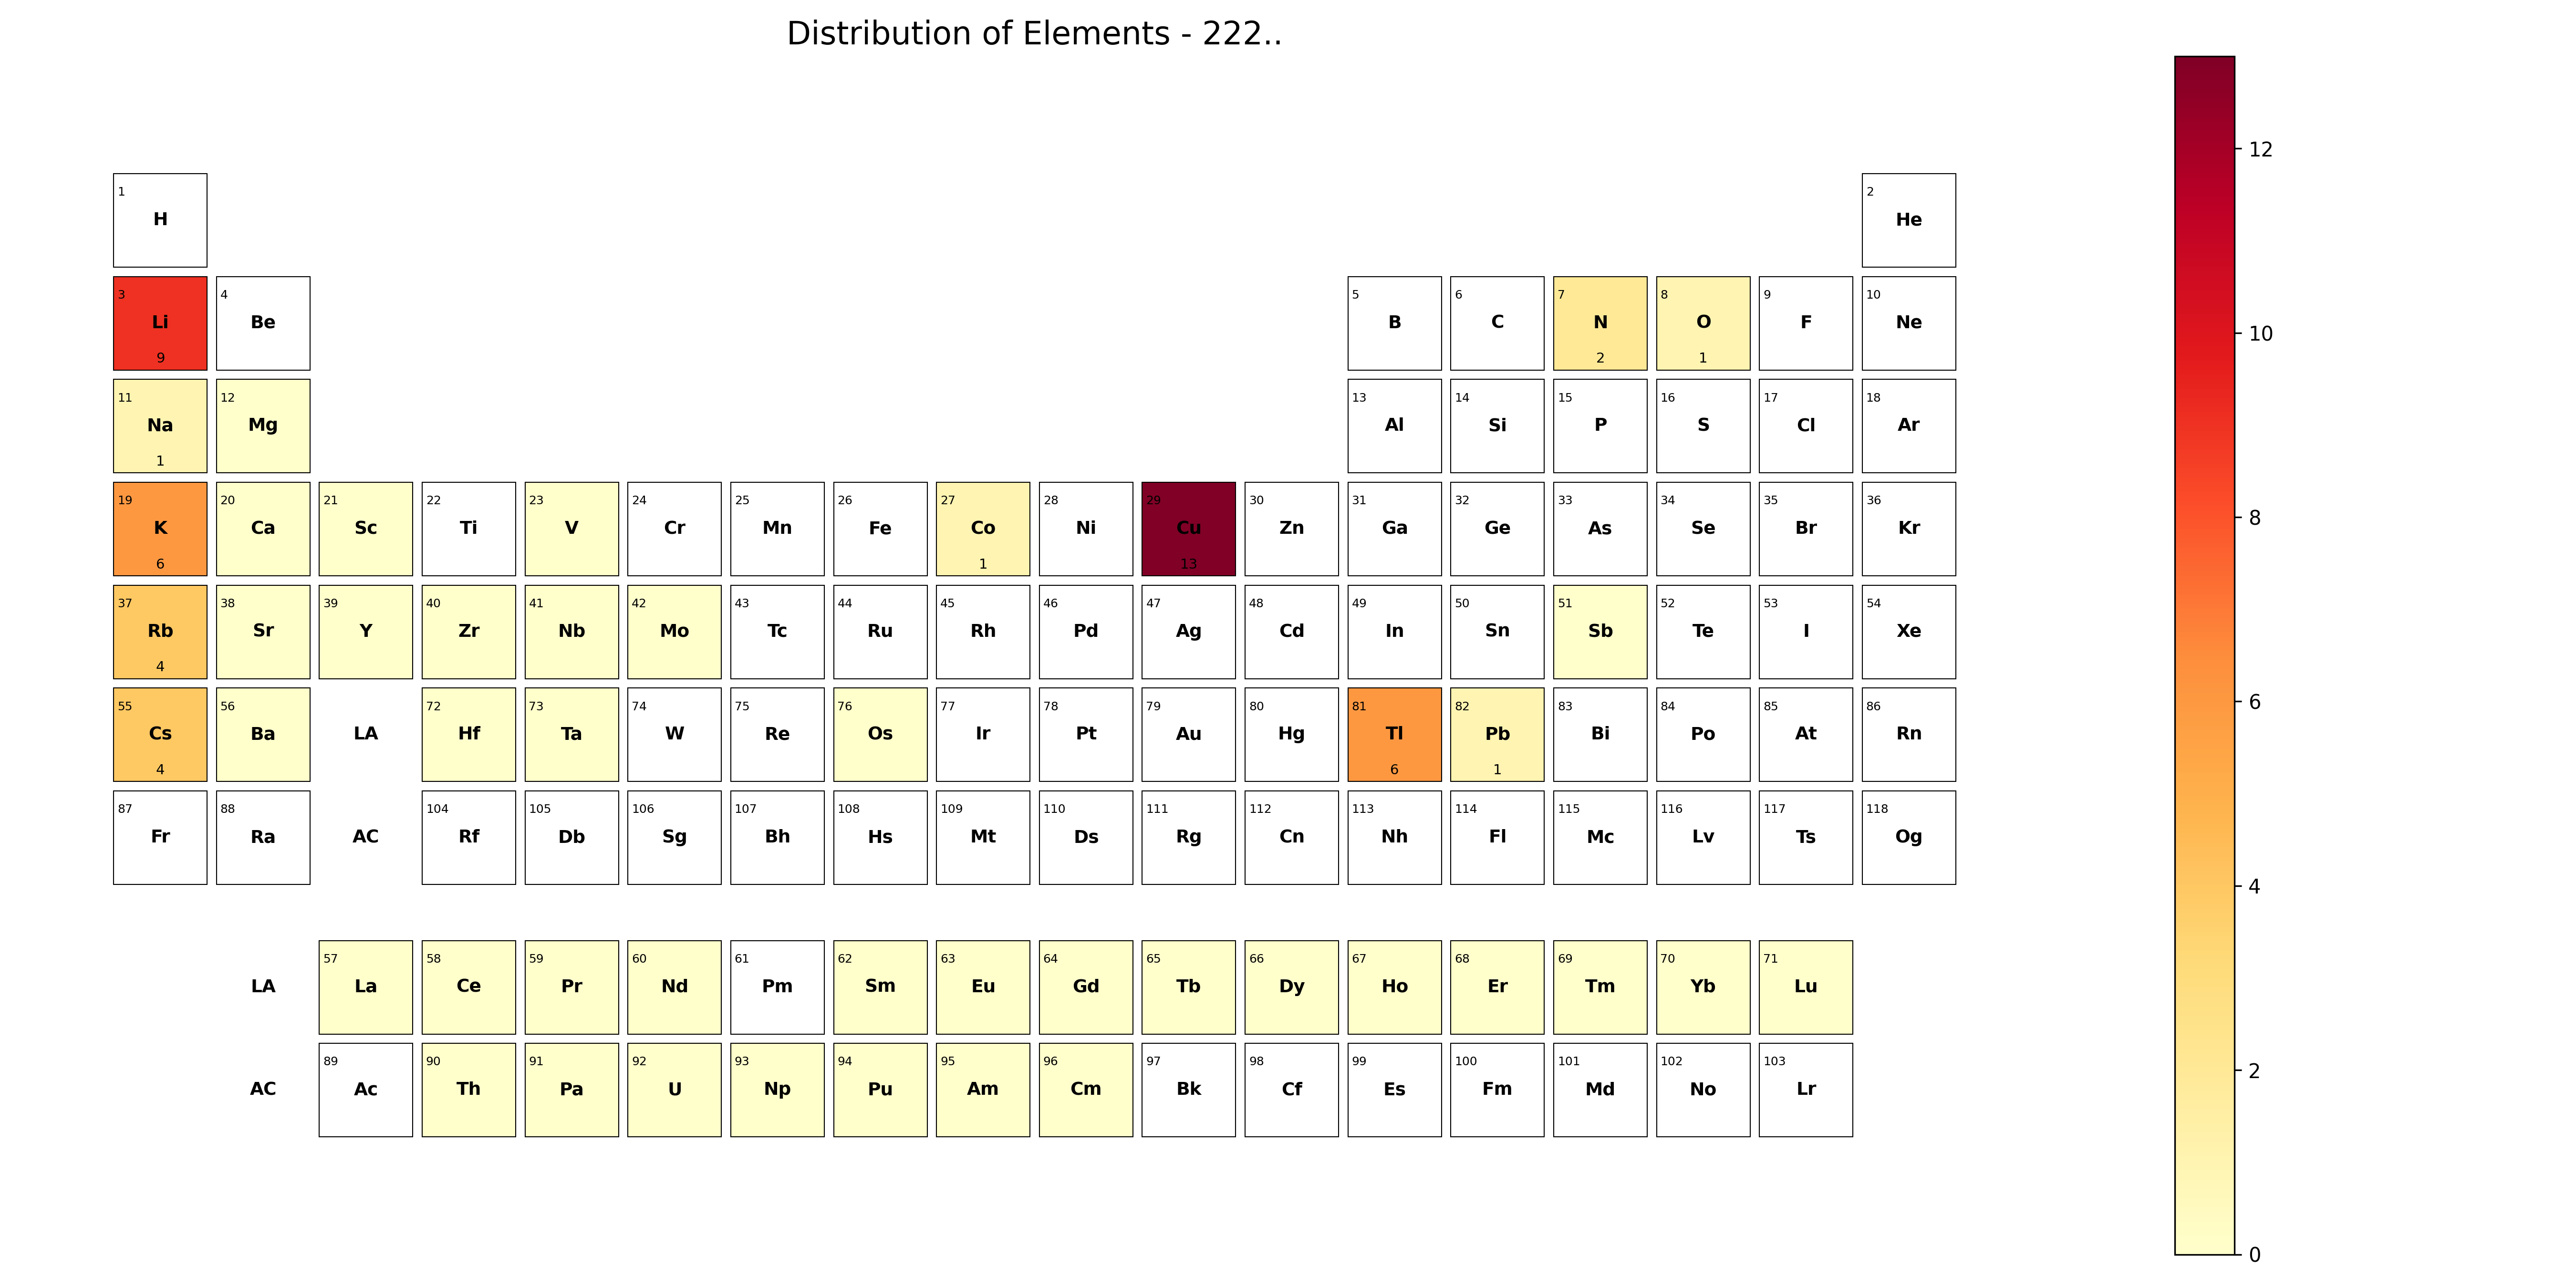 Distribution of Elements - 222..
1 2
H He
3 4 5 6 7 8 9 10
Li Be B C N O F Ne
9 2 1
11 12 13 14 15 16 17 18
Na Mg Al Si P S Cl Ar
1
19 20 21 22 23 24 25 26 27 28 29 30 31 32 33 34 35 36
K Ca Sc Ti V Cr Mn Fe Co Ni Cu Zn Ga Ge As Se Br Kr
6 1 13
37 38 39 40 41 42 43 44 45 46 47 48 49 50 51 52 53 54
Rb Sr Y Zr Nb Mo Tc Ru Rh Pd Ag Cd In Sn Sb Te I Xe
4
55 56 72 73 74 75 76 77 78 79 80 81 82 83 84 85 86
Cs Ba LA Hf Ta W Re Os Ir Pt Au Hg Tl Pb Bi Po At Rn
4 6 1
87 88 104 105 106 107 108 109 110 111 112 113 114 115 116 117 118
Fr Ra AC Rf Db Sg Bh Hs Mt Ds Rg Cn Nh Fl Mc Lv Ts Og
57 58 59 60 61 62 63 64 65 66 67 68 69 70 71
LA La Ce Pr Nd Pm Sm Eu Gd Tb Dy Ho Er Tm Yb Lu
89 90 91 92 93 94 95 96 97 98 99 100 101 102 103
AC Ac Th Pa U Np Pu Am Cm Bk Cf Es Fm Md No Lr
12
10
8
6
4
2
0